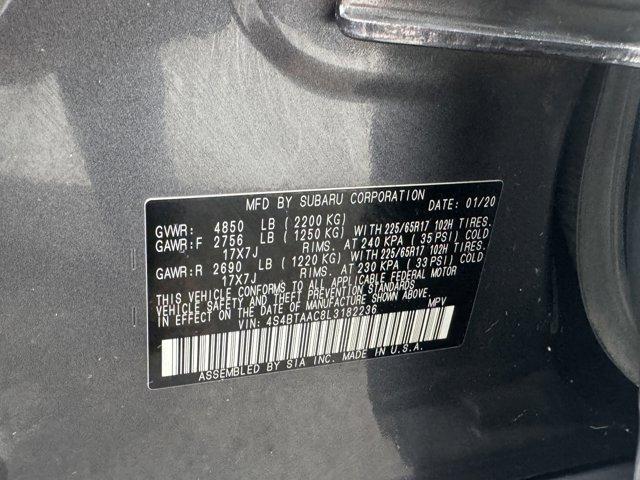 MFD BY SUBARU CORPORATION DATE: 01/20
GVWR: 4850 LB (2200 KG)
GAWR:F 2756 LB (1250 KG) WITH 225/65R17 102H TIRES.
17X7J RIMS. AT 240 KPA (35 PSI) COLD
GAWR:R 2690 LB (1220 KG) WITH 225/65R17 102H TIRES.
17X7J RIMS. AT 230 KPA (33 PSI) COLD
THIS VEHICLE CONFORMS TO ALL APPLICABLE FEDERAL MOTOR
VEHICLE SAFETY AND THEFT PREVENTION STANDARDS
IN EFFECT ON THE DATE OF MANUFACTURE SHOWN ABOVE.
VIN: 4S4BTAAC8L3182236 MPV
ASSEMBLED BY SIA INC. MADE IN U.S.A.